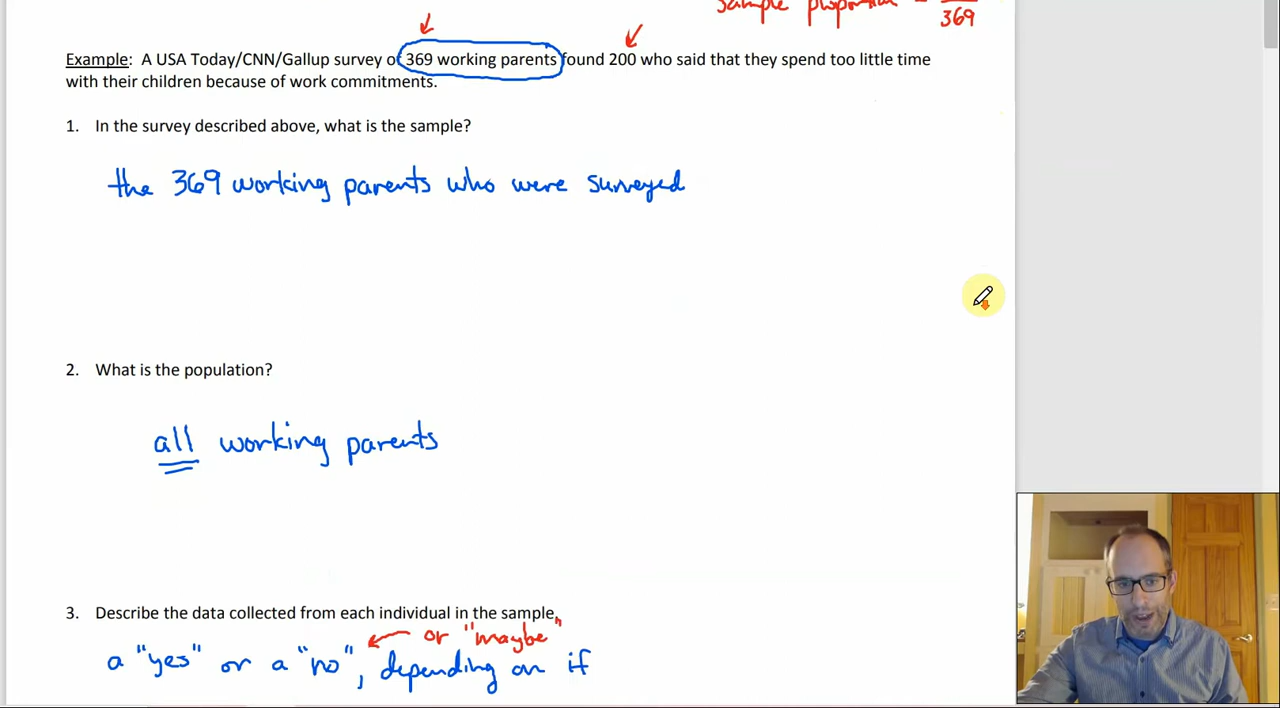 sample proportion =
369
Example: A USA Today/CNN/Gallup survey of 369 working parents found 200 who said that they spend too little time
with their children because of work commitments.
1. In the survey described above, what is the sample?
the 369 working parents who were surveyed
2. What is the population?
all working parents
3. Describe the data collected from each individual in the sample.
or "maybe"
a "yes" or a "no", depending on if